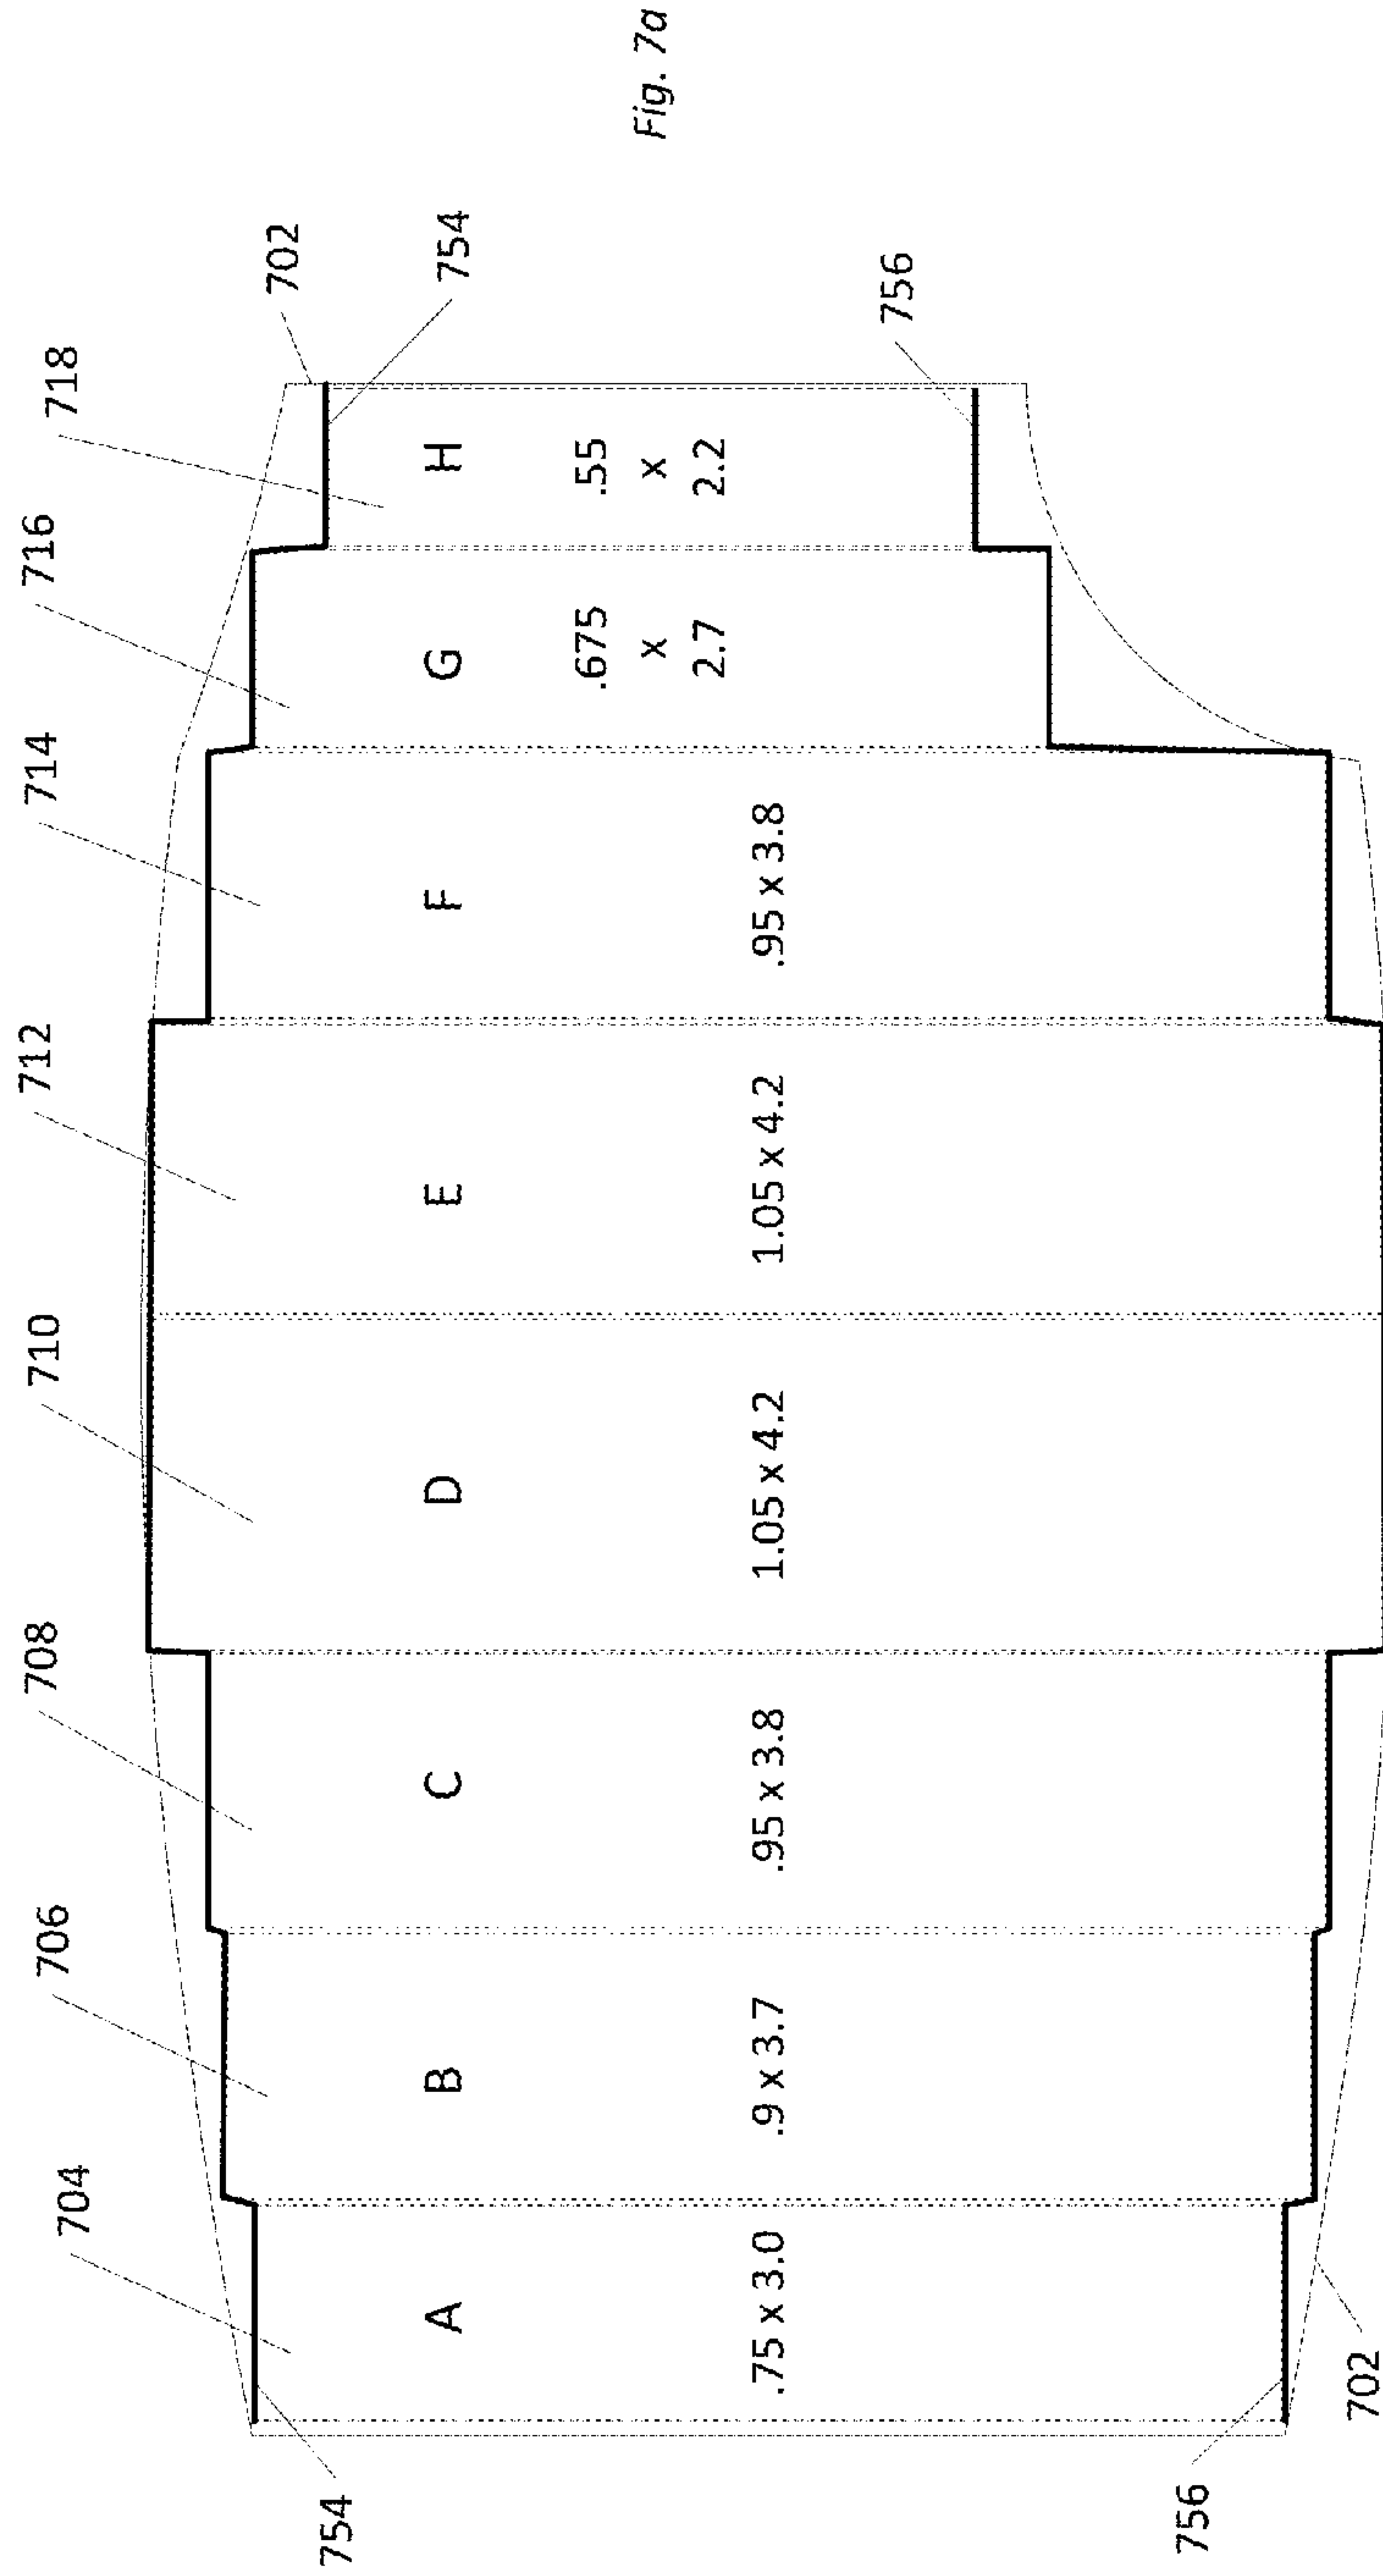 704
706
708
710
712
714
716
718
702
754
A
B
C
D
E
F
G
H
.75 x 3.0
.9 x 3.7
.95 x 3.8
1.05 x 4.2
1.05 x 4.2
.95 x 3.8
.675
x
2.7
.55
x
2.2
754
756
756
702
Fig. 7a